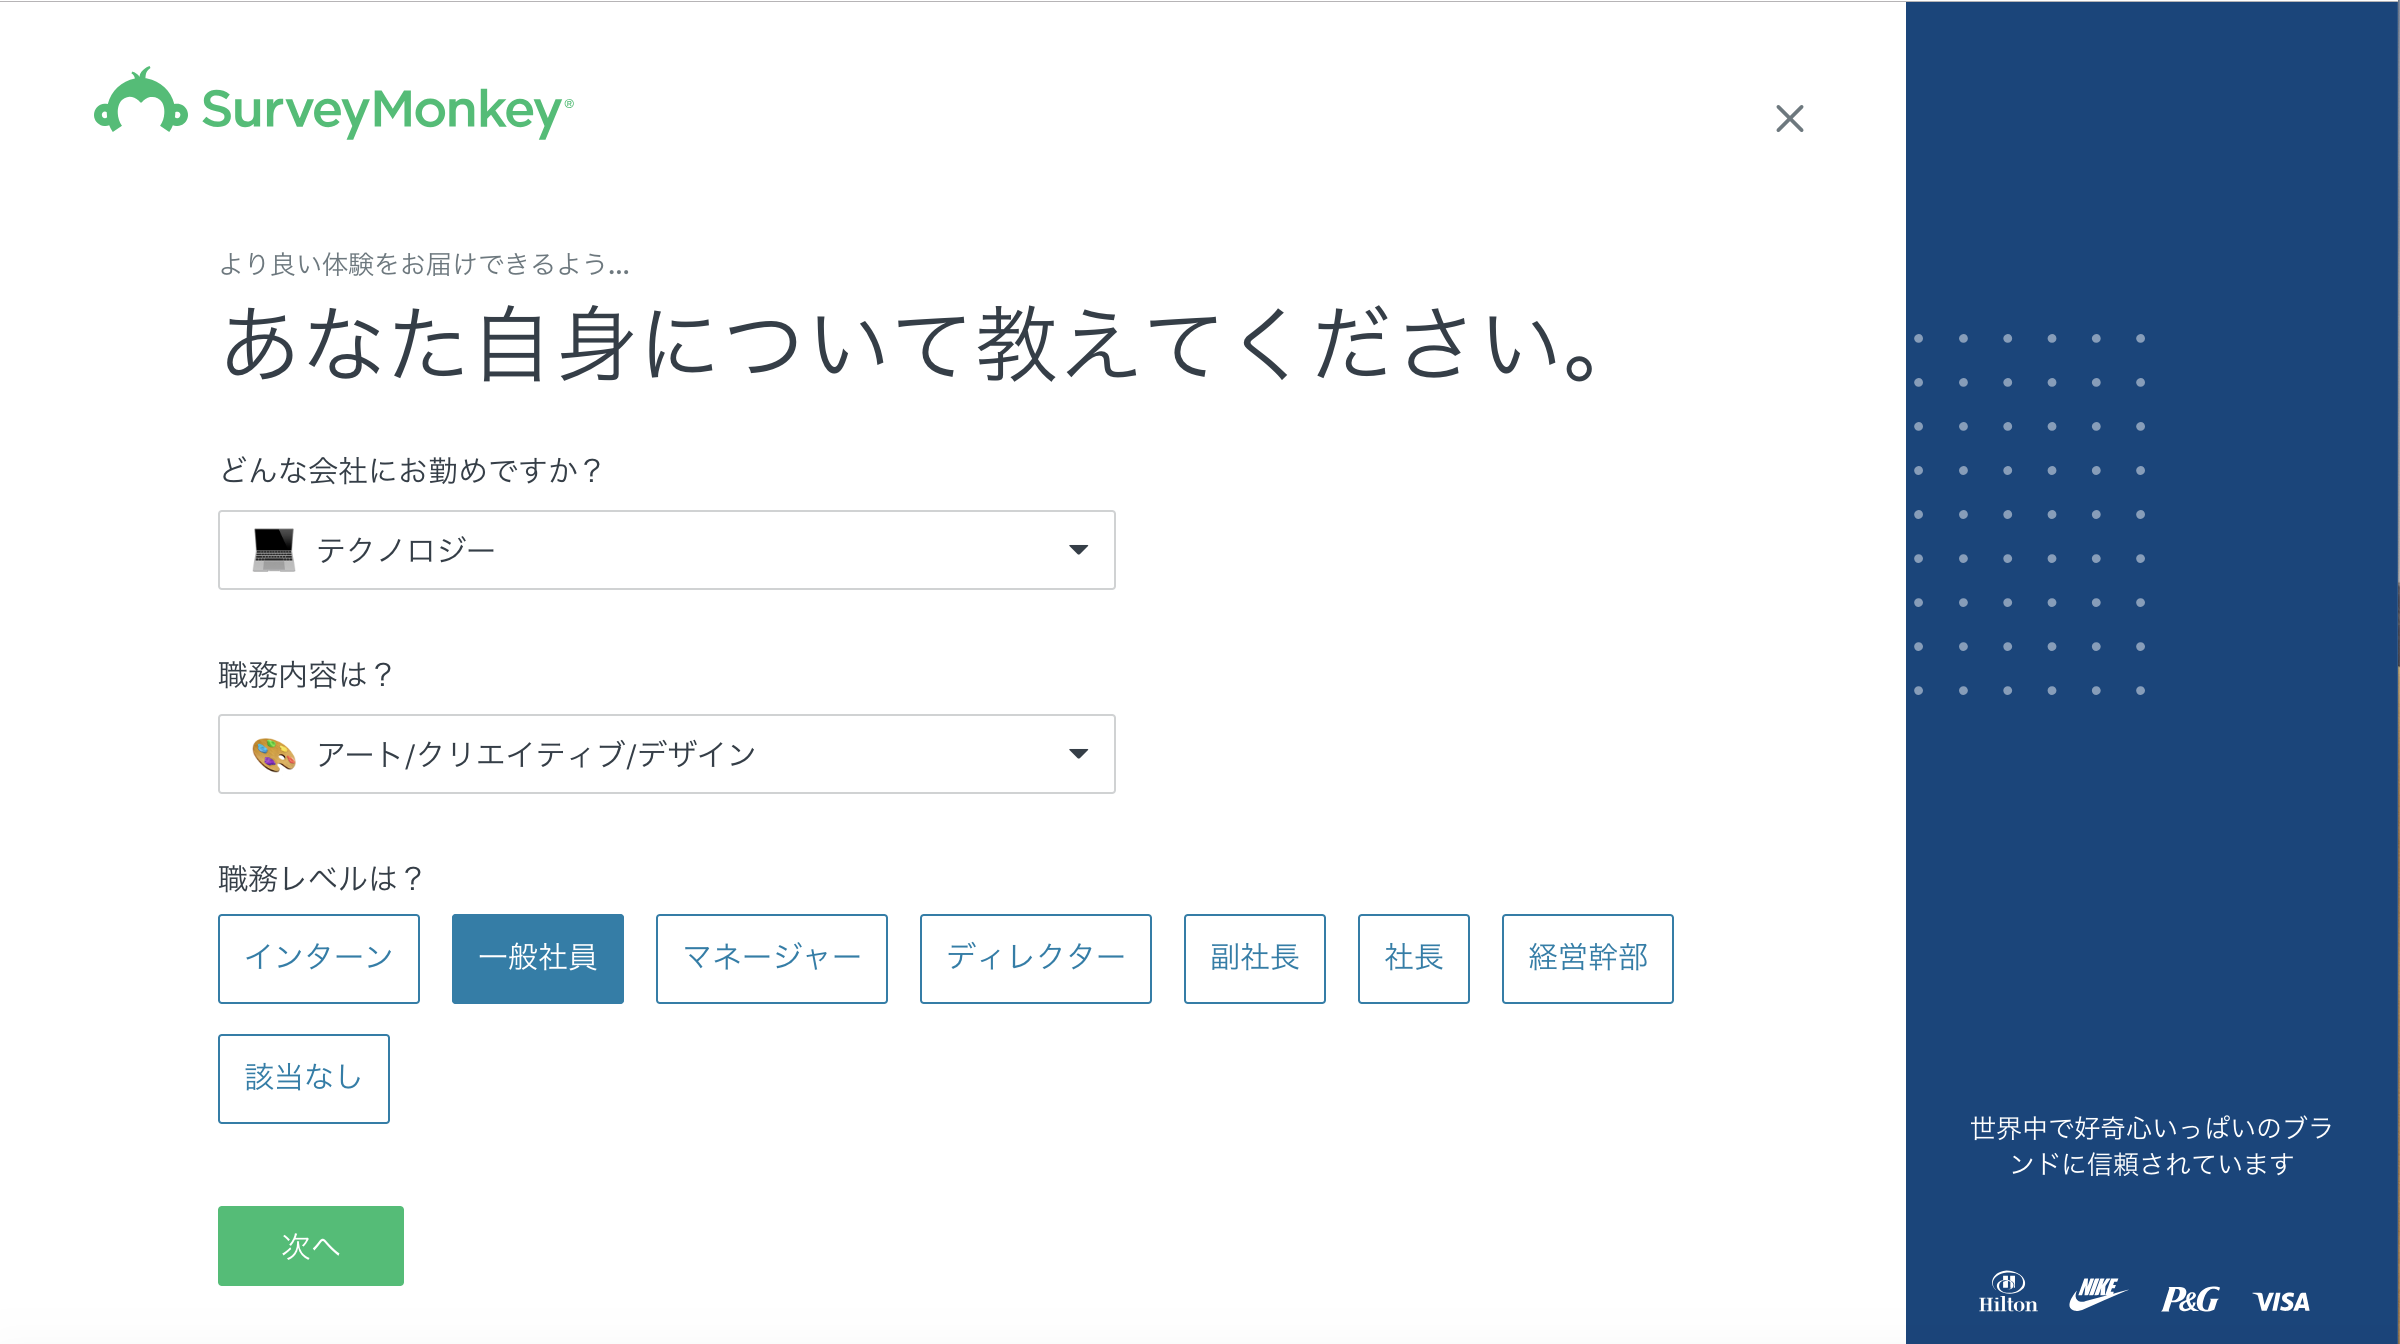 SurveyMonkey®
より良い体験をお届けできるよう...
あなた自身について教えてください。
どんな会社にお勤めですか？
テクノロジー
職務内容は？
アート/クリエイティブ/デザイン
職務レベルは？
インターン 一般社員 マネージャー ディレクター 副社長 社長 経営幹部
該当なし
次へ
世界中で好奇心いっぱいのブラ
ンドに信頼されています
Hilton NIKE P&G VISA